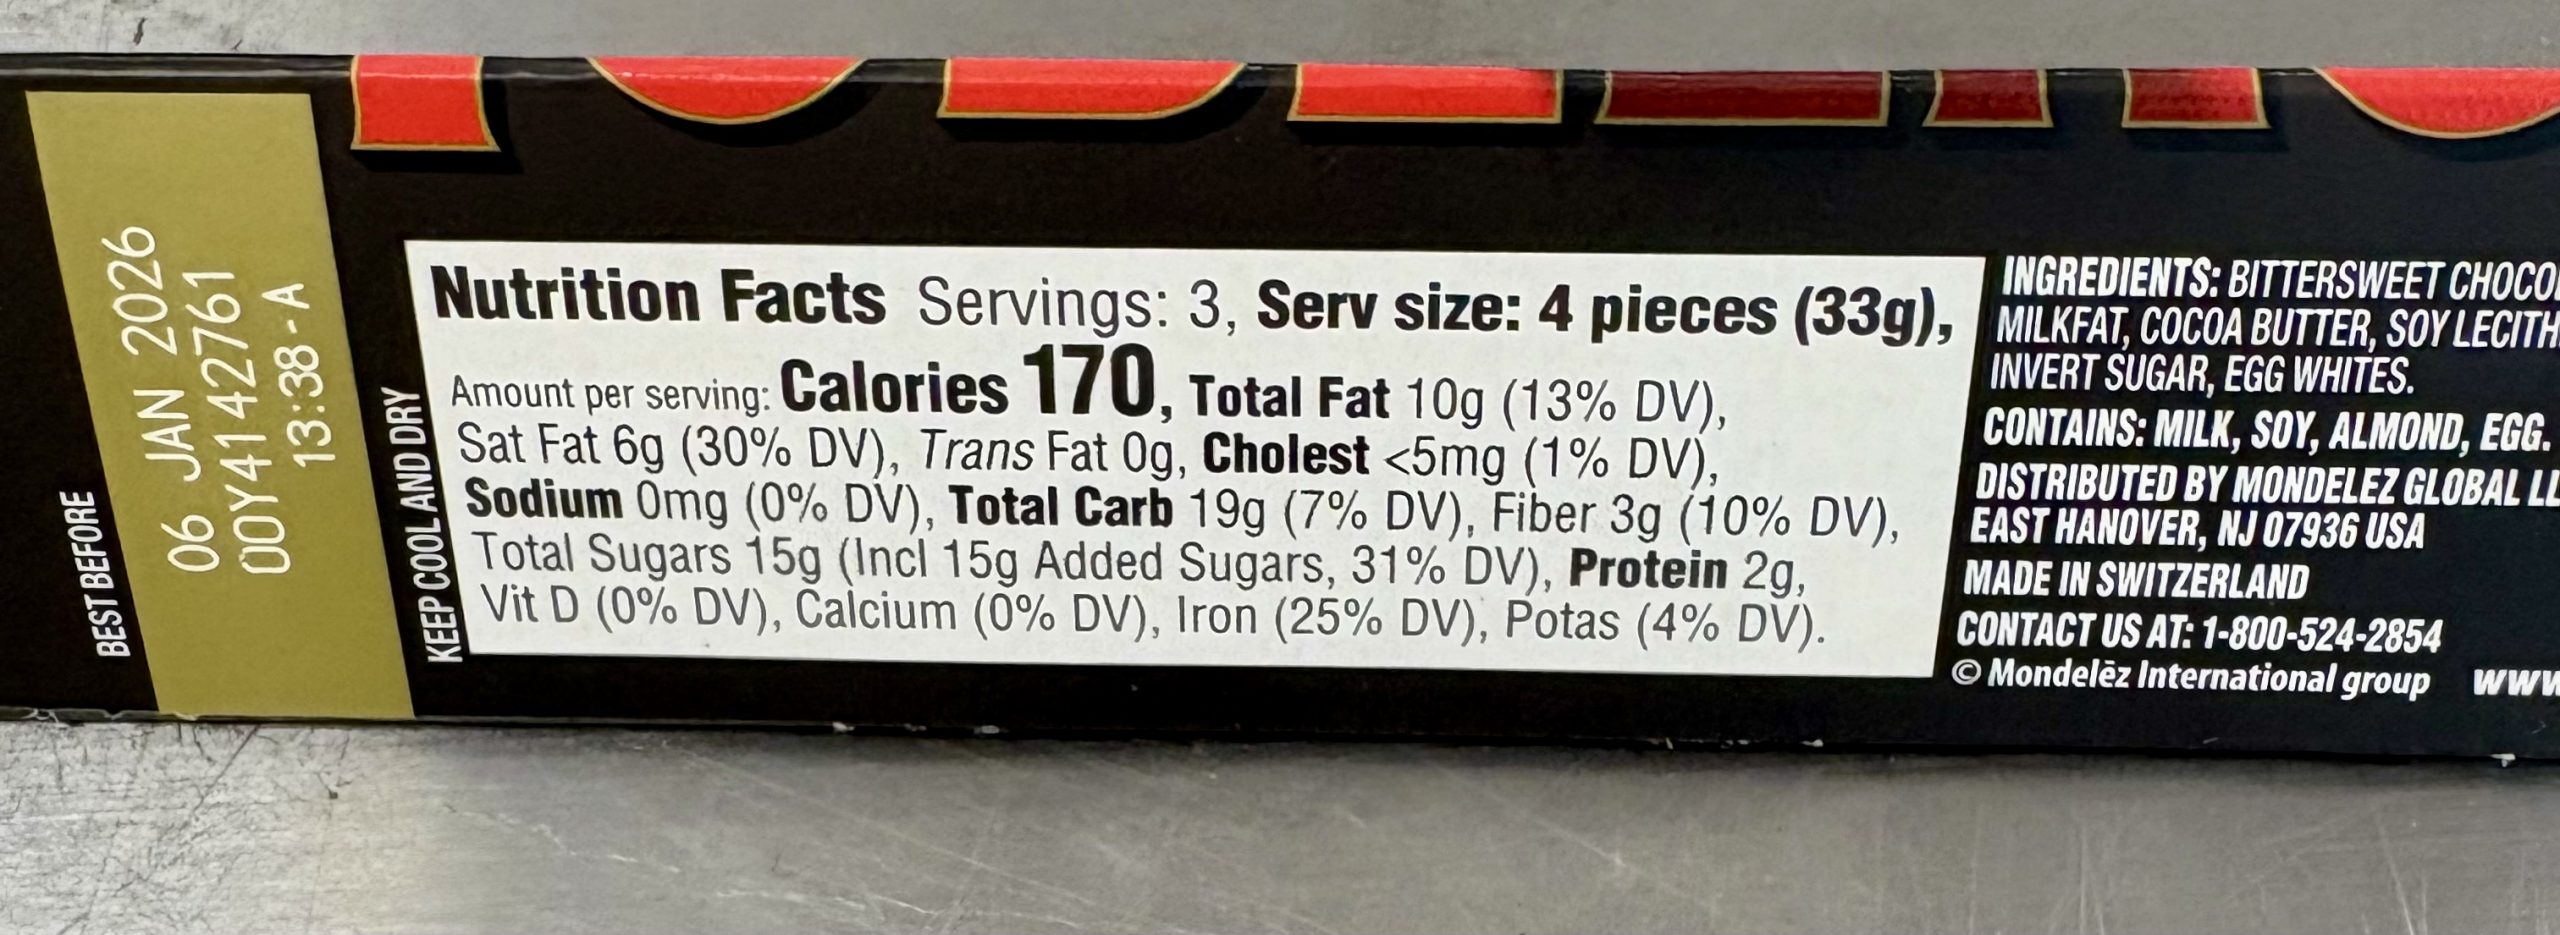 BEST BEFORE
06 JAN 2026
OOY4142761
13:38-A
KEEP COOL AND DRY
Nutrition Facts Servings: 3, Serv size: 4 pieces (33g),
Amount per serving: Calories 170, Total Fat 10g (13% DV),
Sat Fat 6g (30% DV), Trans Fat 0g, Cholest <5mg (1% DV),
Sodium 0mg (0% DV), Total Carb 19g (7% DV), Fiber 3g (10% DV),
Total Sugars 15g (Incl 15g Added Sugars, 31% DV), Protein 2g,
Vit D (0% DV), Calcium (0% DV), Iron (25% DV), Potas (4% DV).
INGREDIENTS: BITTERSWEET
MILKFAT, COCOA BUTTER, SOY
INVERT SUGAR, EGG WHITES.
CONTAINS: MILK, SOY, ALMOND, EGG.
DISTRIBUTED BY MONDELEZ GLOBAL
EAST HANOVER, NJ 07936 USA
MADE IN SWITZERLAND
CONTACT US AT: 1-800-524-2854
© Mondelēz International group